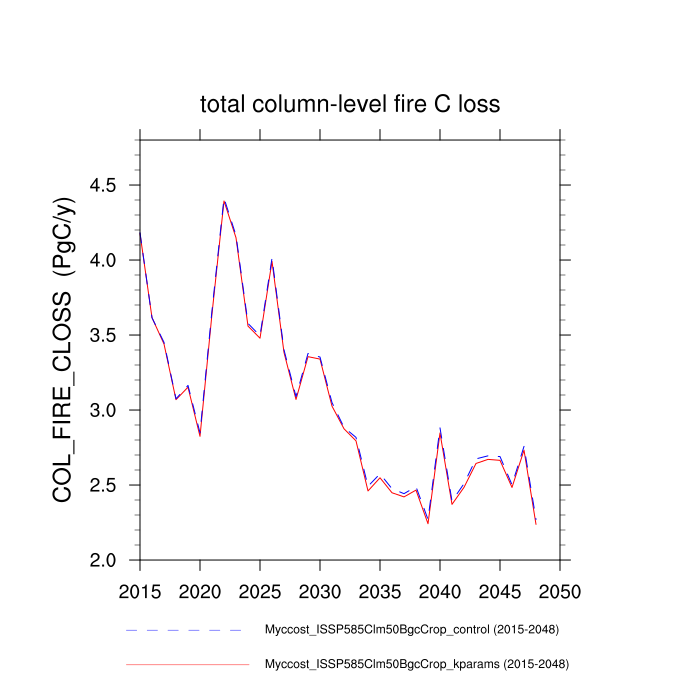 total column-level fire C loss
COL_FIRE_CLOSS (PgC/y)
4.5
4.0
3.5
3.0
2.5
2.0
2015 2020 2025 2030 2035 2040 2045 2050
Myccost_ISSP585Clm50BgcCrop_control (2015-2048)
Myccost_ISSP585Clm50BgcCrop_kparams (2015-2048)